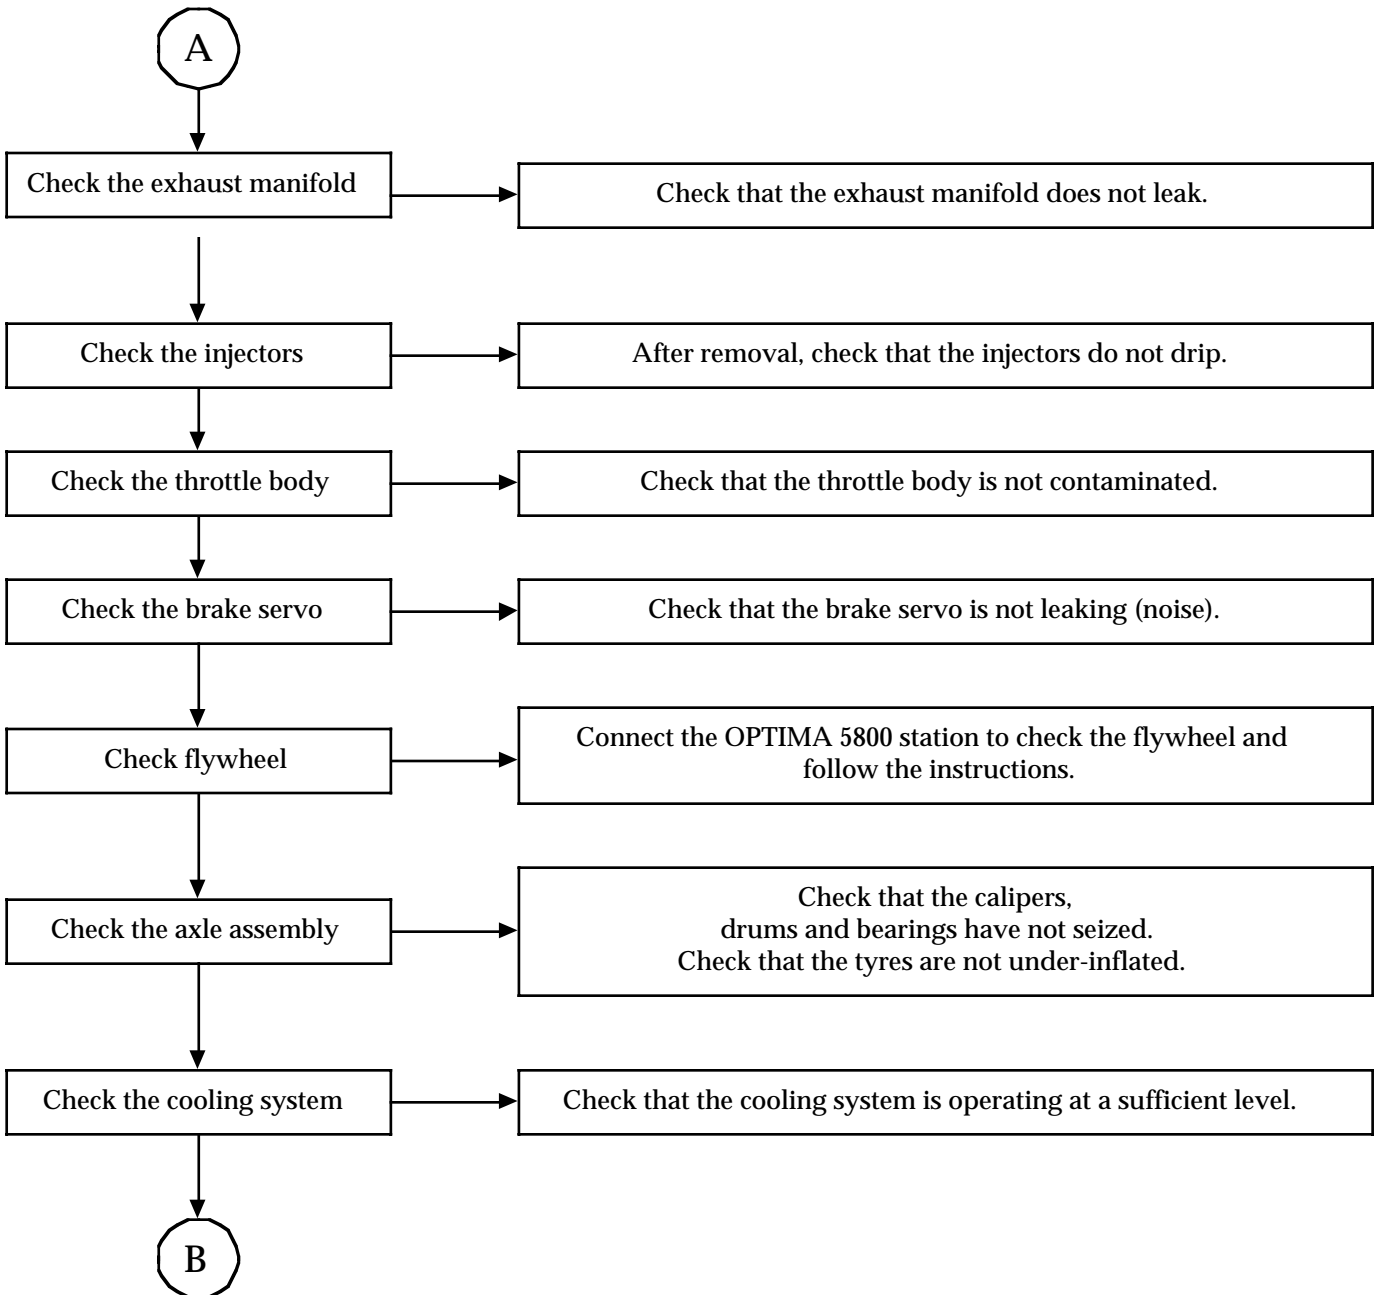 A
Check the exhaust manifold
Check that the exhaust manifold does not leak.
Check the injectors
After removal, check that the injectors do not drip.
Check the throttle body
Check that the throttle body is not contaminated.
Check the brake servo
Check that the brake servo is not leaking (noise).
Check flywheel
Connect the OPTIMA 5800 station to check the flywheel and
follow the instructions.
Check the axle assembly
Check that the calipers,
drums and bearings have not seized.
Check that the tyres are not under-inflated.
Check the cooling system
Check that the cooling system is operating at a sufficient level.
B